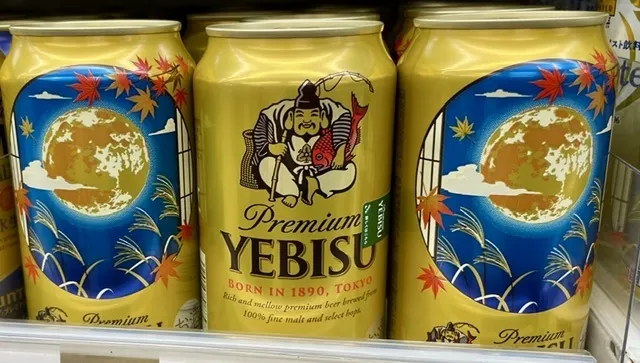 Premium
YEBISU
BORN IN 1890, TOKYO
Rich and mellow premium beer brewed from
100% fine malt and select hops.
YEBISU
Premium
Premium